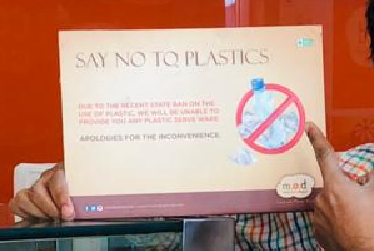 SAY NO TO PLASTICS
DUE TO THE RECENT STATE BAN ON THE
USE OF PLASTIC, WE WILL BE UNABLE TO
PROVIDE YOU ANY PLASTIC SERVE WARE.
APOLOGIES FOR THE INCONVENIENCE.
m.o.d